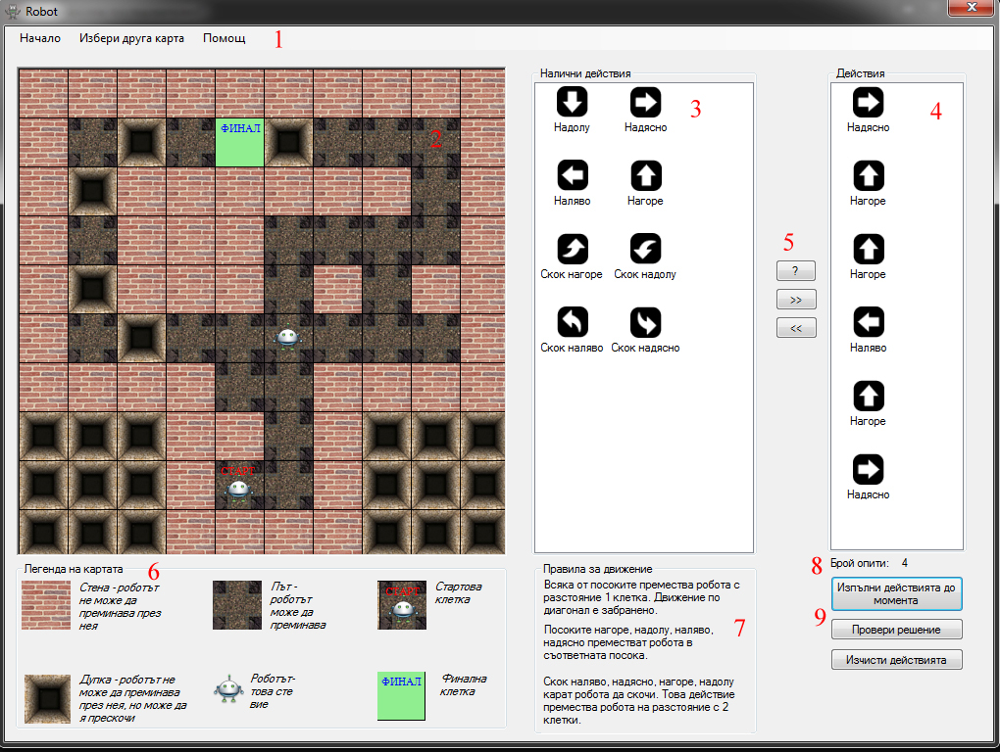 Robot
Начало Избери друга карта Помощ 1
ФИНАЛ
2
СТАРТ
Налични действия
3
Надолу Надясно
Наляво Нагоре
Скок нагоре Скок надолу
Скок наляво Скок надясно
5
?
>>
<<
Действия
4
Надясно
Нагоре
Нагоре
Наляво
Нагоре
Надясно
Легенда на картата 6
Стена - роботът
не може да
преминава през
нея
Път -
роботът
може да
преминава
СТАРТ
Стартова
клетка
Дупка - роботът не
може да преминава
през нея, но може да
я прескочи
Роботът-
това сте
вие
ФИНАЛ
Финална
клетка
Правила за движение
Всяка от посоките премества робота с
разстояние 1 клетка. Движение по
диагонал е забранено.
7
Посоките нагоре, надолу, наляво,
надясно преместват робота в
съответната посока.
Скок наляво, надясно, нагоре, надолу
карат робота да скочи. Това действие
премества робота на разстояние с 2
клетки.
8 Брой опити: 4
9
Изпълни действията до
момента
Провери решение
Изчисти действията